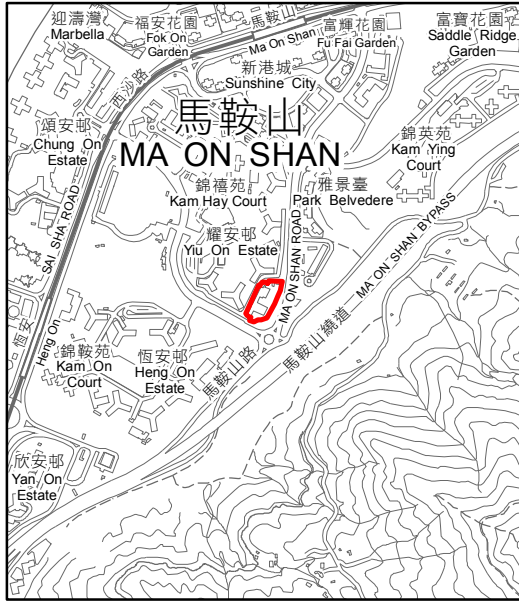 迎濤灣
Marbella
福安花園
Fok On
Garden
馬鞍山
Ma On Shan
富輝花園
Fu Fai Garden
富寶花園
Saddle Ridge
Garden
西沙路
新港城
Sunshine City
馬鞍山
MA ON SHAN
頌安邨
Chung On
Estate
錦英苑
Kam Ying
Court
錦禧苑
Kam Hay Court
雅景臺
Park Belvedere
耀安邨
Yiu On Estate
SAI SHA ROAD
MA ON SHAN ROAD
MA ON SHAN BYPASS
恆安
Heng On
錦鞍苑
Kam On
Court
恆安邨
Heng On
Estate
馬鞍山路
馬鞍山繞道
欣安邨
Yan On
Estate